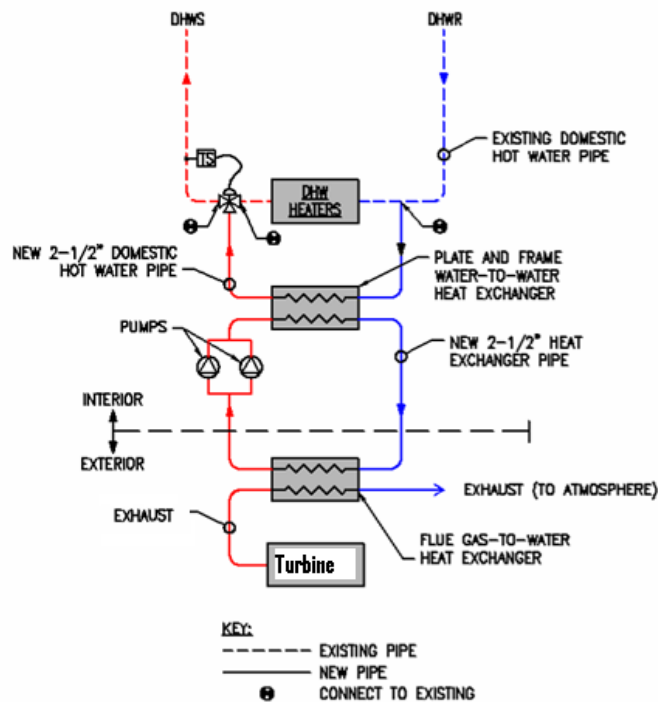 DHWS
DHWR
TS
EXISTING DOMESTIC
HOT WATER PIPE
DHW
HEATERS
NEW 2-1/2" DOMESTIC
HOT WATER PIPE
PLATE AND FRAME
WATER-TO-WATER
HEAT EXCHANGER
PUMPS
NEW 2-1/2" HEAT
EXCHANGER PIPE
INTERIOR
EXTERIOR
EXHAUST (TO ATMOSPHERE)
EXHAUST
FLUE GAS-TO-WATER
HEAT EXCHANGER
Turbine
KEY:
EXISTING PIPE
NEW PIPE
CONNECT TO EXISTING